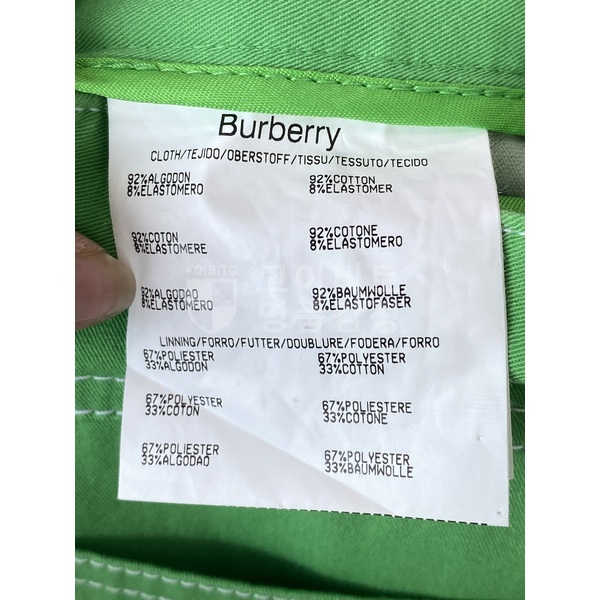 Burberry
CLOTH/TEJIDO/OBERSTOFF/TISSU/TESSUTO/TECIDO
92%ALGODON
8%ELASTOMERO
92%COTTON
8%ELASTOMER
92%COTON
8%ELASTOMERE
92%COTONE
8%ELASTOMERO
92%ALGODAO
8%ELASTOMERO
92%BAUMWOLLE
8%ELASTOFASER
KOIBITO
LINNING/FORRO/FUTTER/DOUBLURE/FODERA/FORRO
67%POLIESTER
33%ALGODON
67%POLYESTER
33%COTTON
67%POLYESTER
33%COTON
67%POLIESTERE
33%COTONE
67%POLIESTER
33%ALGODAO
67%POLYESTER
33%BAUMWOLLE